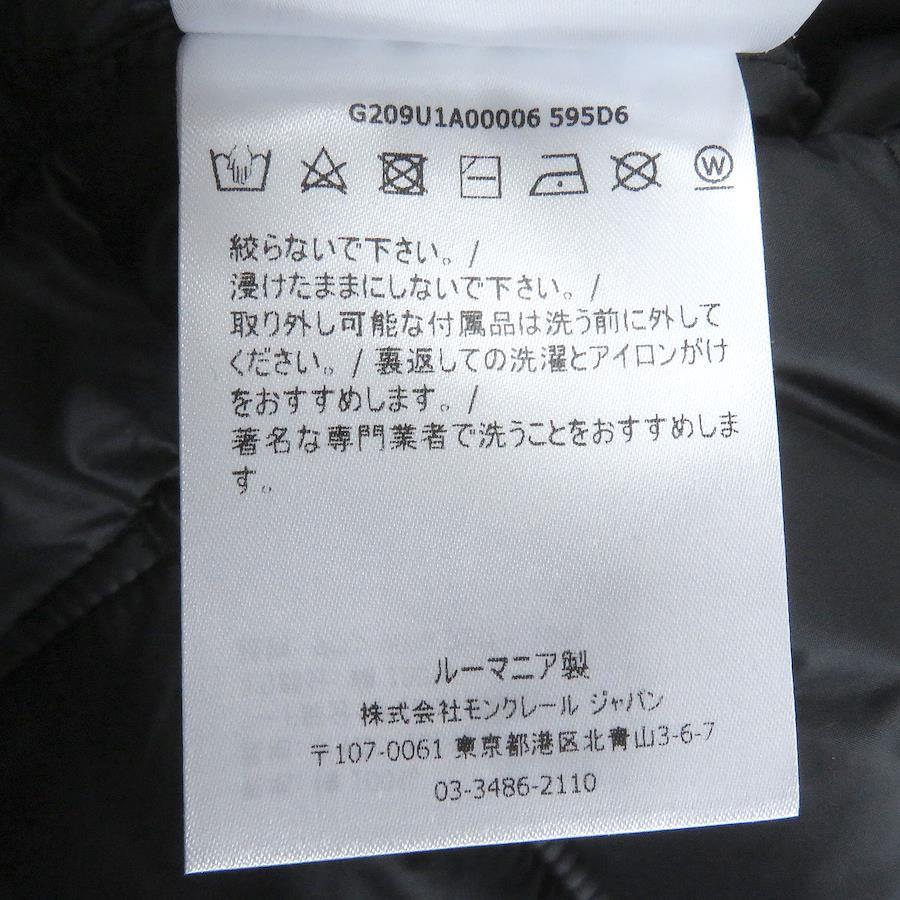 G209U1A00006 595D6
W
絞らないで下さい。/
浸けたままにしないで下さい。/
取り外し可能な付属品は洗う前に外して
ください。/ 裏返しての洗濯とアイロンがけ
をおすすめします。/
著名な専門業者で洗うことをおすすめしま
す。
ルーマニア製
株式会社モンクレール ジャパン
〒107-0061 東京都港区北青山3-6-7
03-3486-2110